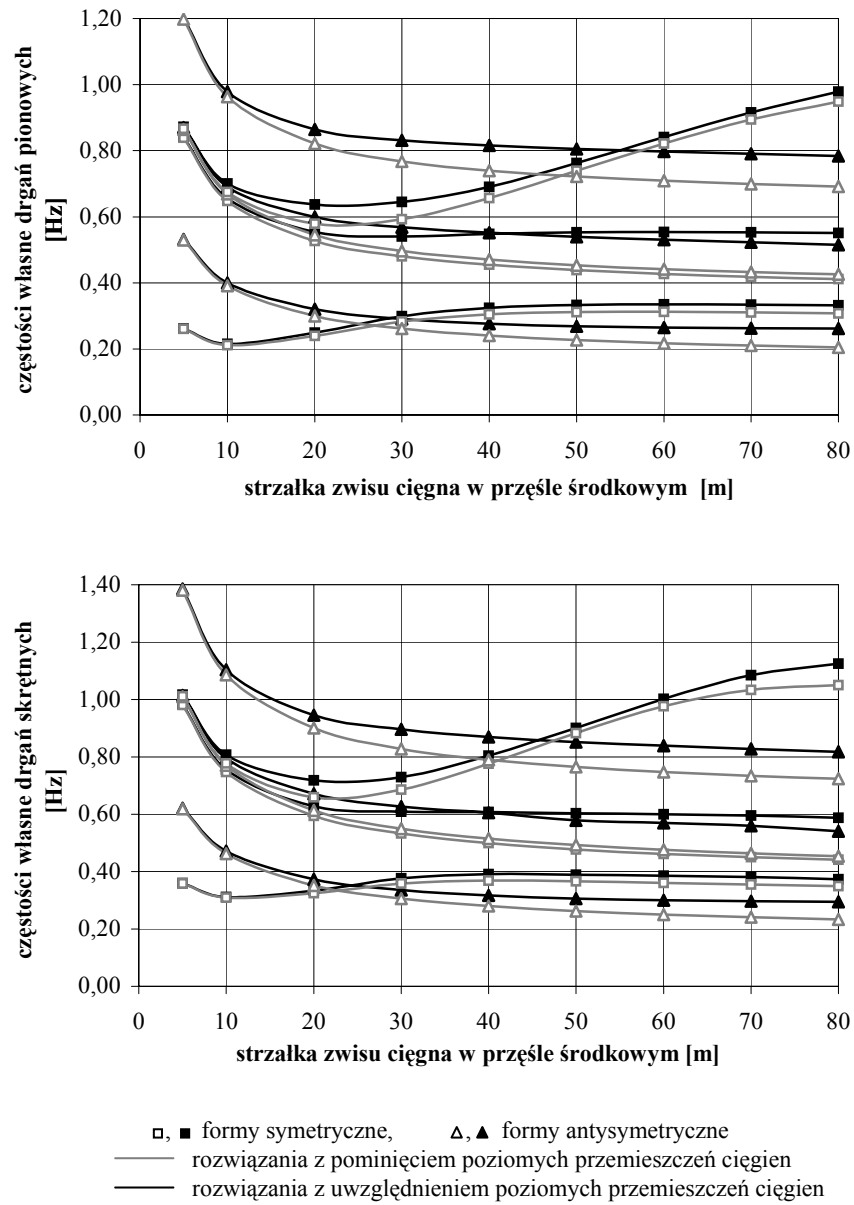 1,20
1,00
0,80
0,60
0,40
0,20
0,00
częstości własne drgań pionowych
[Hz]
0 10 20 30 40 50 60 70 80
strzałka zwisu cięgna w przęśle środkowym [m]
1,40
1,20
1,00
0,80
0,60
0,40
0,20
0,00
częstości własne drgań skrętnych
[Hz]
0 10 20 30 40 50 60 70 80
strzałka zwisu cięgna w przęśle środkowym [m]
□, ■ formy symetryczne, △, ▲ formy antysymetryczne
rozwiązania z pominięciem poziomych przemieszczeń cięgien
rozwiązania z uwzględnieniem poziomych przemieszczeń cięgien